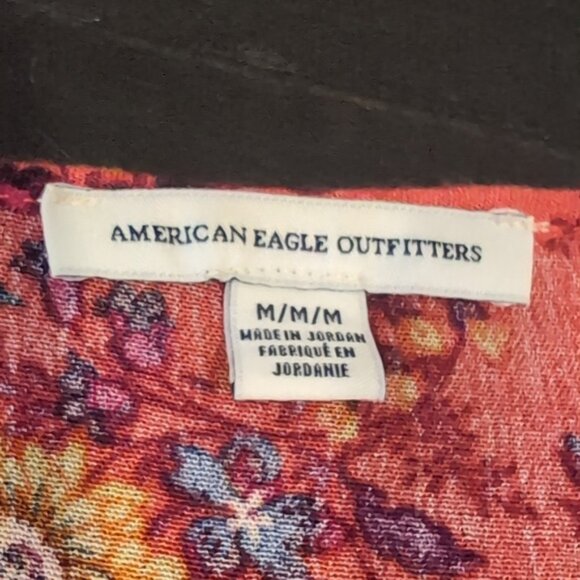 AMERICAN EAGLE OUTFITTERS
M/M/M
MADE IN JORDAN
FABRIQUÉ EN
JORDANIE